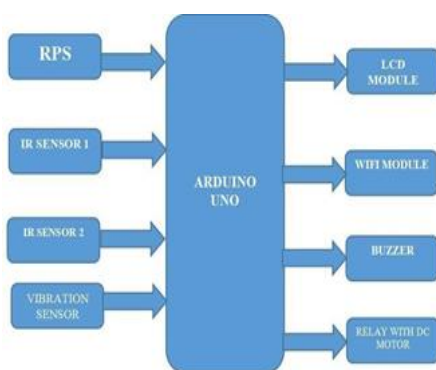 RPS
IR SENSOR 1
IR SENSOR 2
VIBRATION
SENSOR
ARDUINO
UNO
LCD
MODULE
WIFI MODULE
BUZZER
RELAY WITH DC
MOTOR